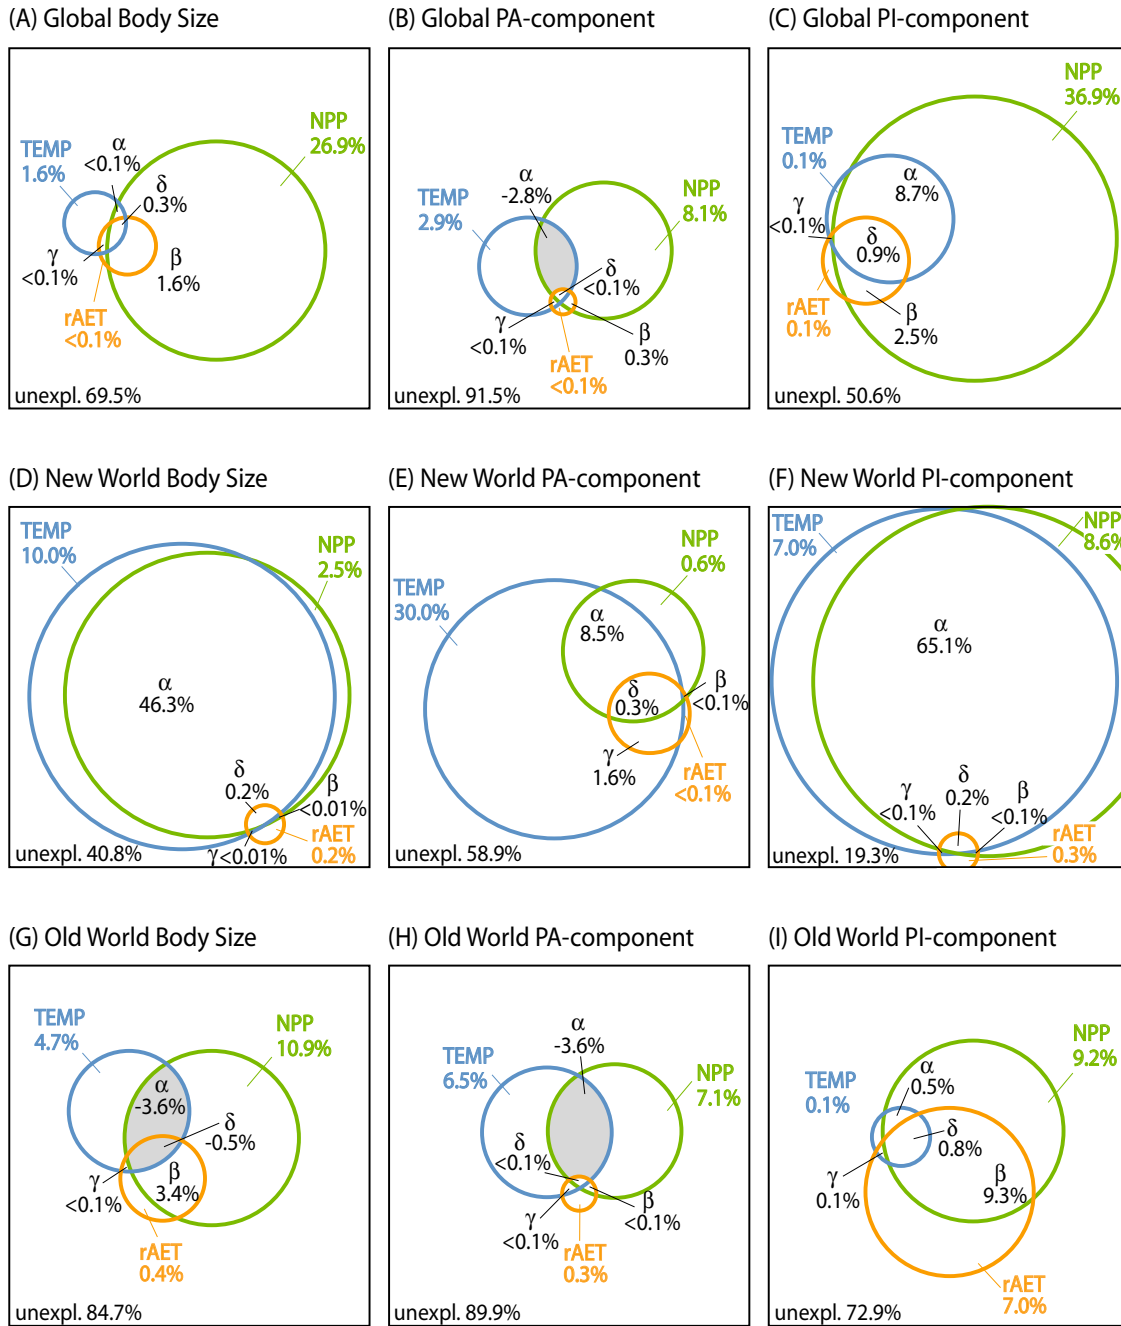 (A) Global Body Size
TEMP
1.6%
α
<0.1%
NPP
26.9%
δ
0.3%
γ
<0.1%
β
1.6%
rAET
<0.1%
unexpl. 69.5%
(B) Global PA-component
TEMP
2.9%
α
-2.8%
NPP
8.1%
δ
<0.1%
γ
<0.1%
β
0.3%
rAET
<0.1%
unexpl. 91.5%
(C) Global PI-component
NPP
36.9%
TEMP
0.1%
α
8.7%
γ
<0.1%
δ
0.9%
rAET
0.1%
β
2.5%
unexpl. 50.6%
(D) New World Body Size
TEMP
10.0%
NPP
2.5%
α
46.3%
δ
0.2%
β
<0.01%
rAET
0.2%
γ<0.01%
unexpl. 40.8%
(E) New World PA-component
TEMP
30.0%
NPP
0.6%
α
8.5%
δ
0.3%
β
<0.1%
γ
1.6%
rAET
<0.1%
unexpl. 58.9%
(F) New World PI-component
TEMP
7.0%
NPP
8.6%
α
65.1%
γ
<0.1%
δ
0.2%
β
<0.1%
rAET
0.3%
unexpl. 19.3%
(G) Old World Body Size
TEMP
4.7%
NPP
10.9%
α
-3.6%
δ
-0.5%
γ
<0.1%
β
3.4%
rAET
0.4%
unexpl. 84.7%
(H) Old World PA-component
α
-3.6%
TEMP
6.5%
NPP
7.1%
δ
<0.1%
γ
<0.1%
β
<0.1%
rAET
0.3%
unexpl. 89.9%
(I) Old World PI-component
NPP
9.2%
TEMP
0.1%
α
0.5%
δ
0.8%
γ
0.1%
β
9.3%
rAET
7.0%
unexpl. 72.9%